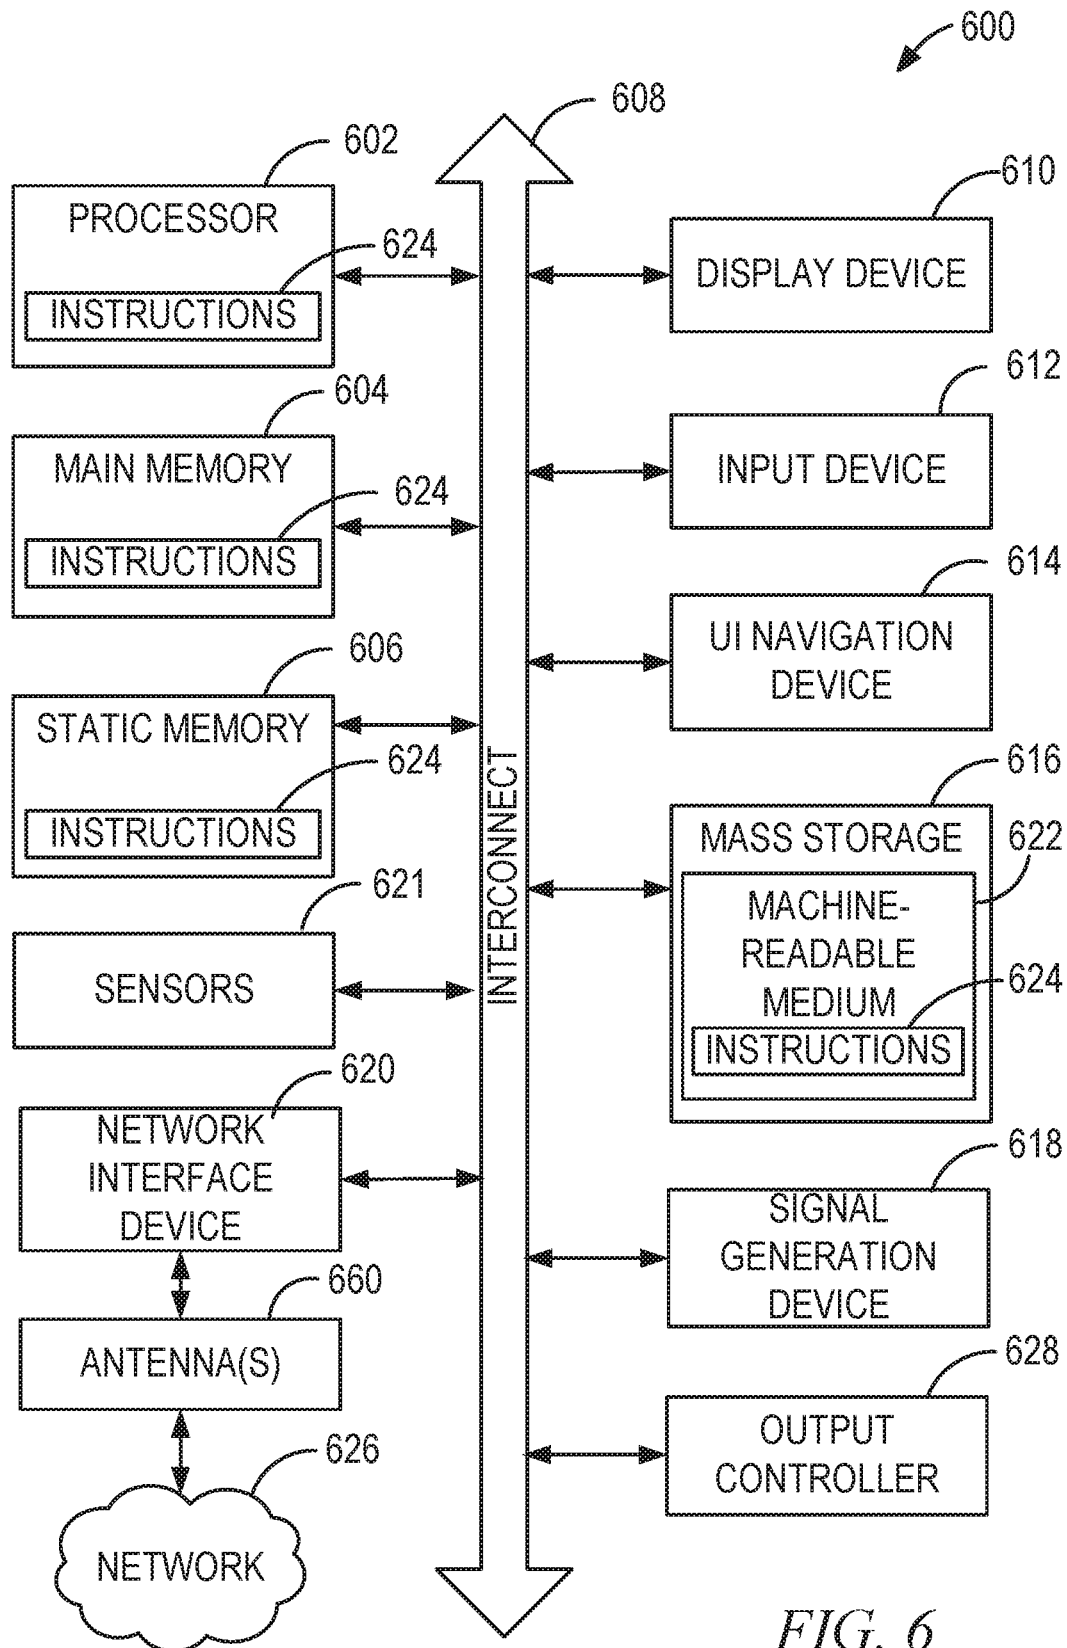 600
608
602
PROCESSOR
624
INSTRUCTIONS
604
MAIN MEMORY
624
INSTRUCTIONS
606
STATIC MEMORY
624
INSTRUCTIONS
621
SENSORS
620
NETWORK
INTERFACE
DEVICE
660
ANTENNA(S)
626
NETWORK
INTERCONNECT
610
DISPLAY DEVICE
612
INPUT DEVICE
614
UI NAVIGATION
DEVICE
616
MASS STORAGE
622
MACHINE-
READABLE
MEDIUM
624
INSTRUCTIONS
618
SIGNAL
GENERATION
DEVICE
628
OUTPUT
CONTROLLER
FIG. 6